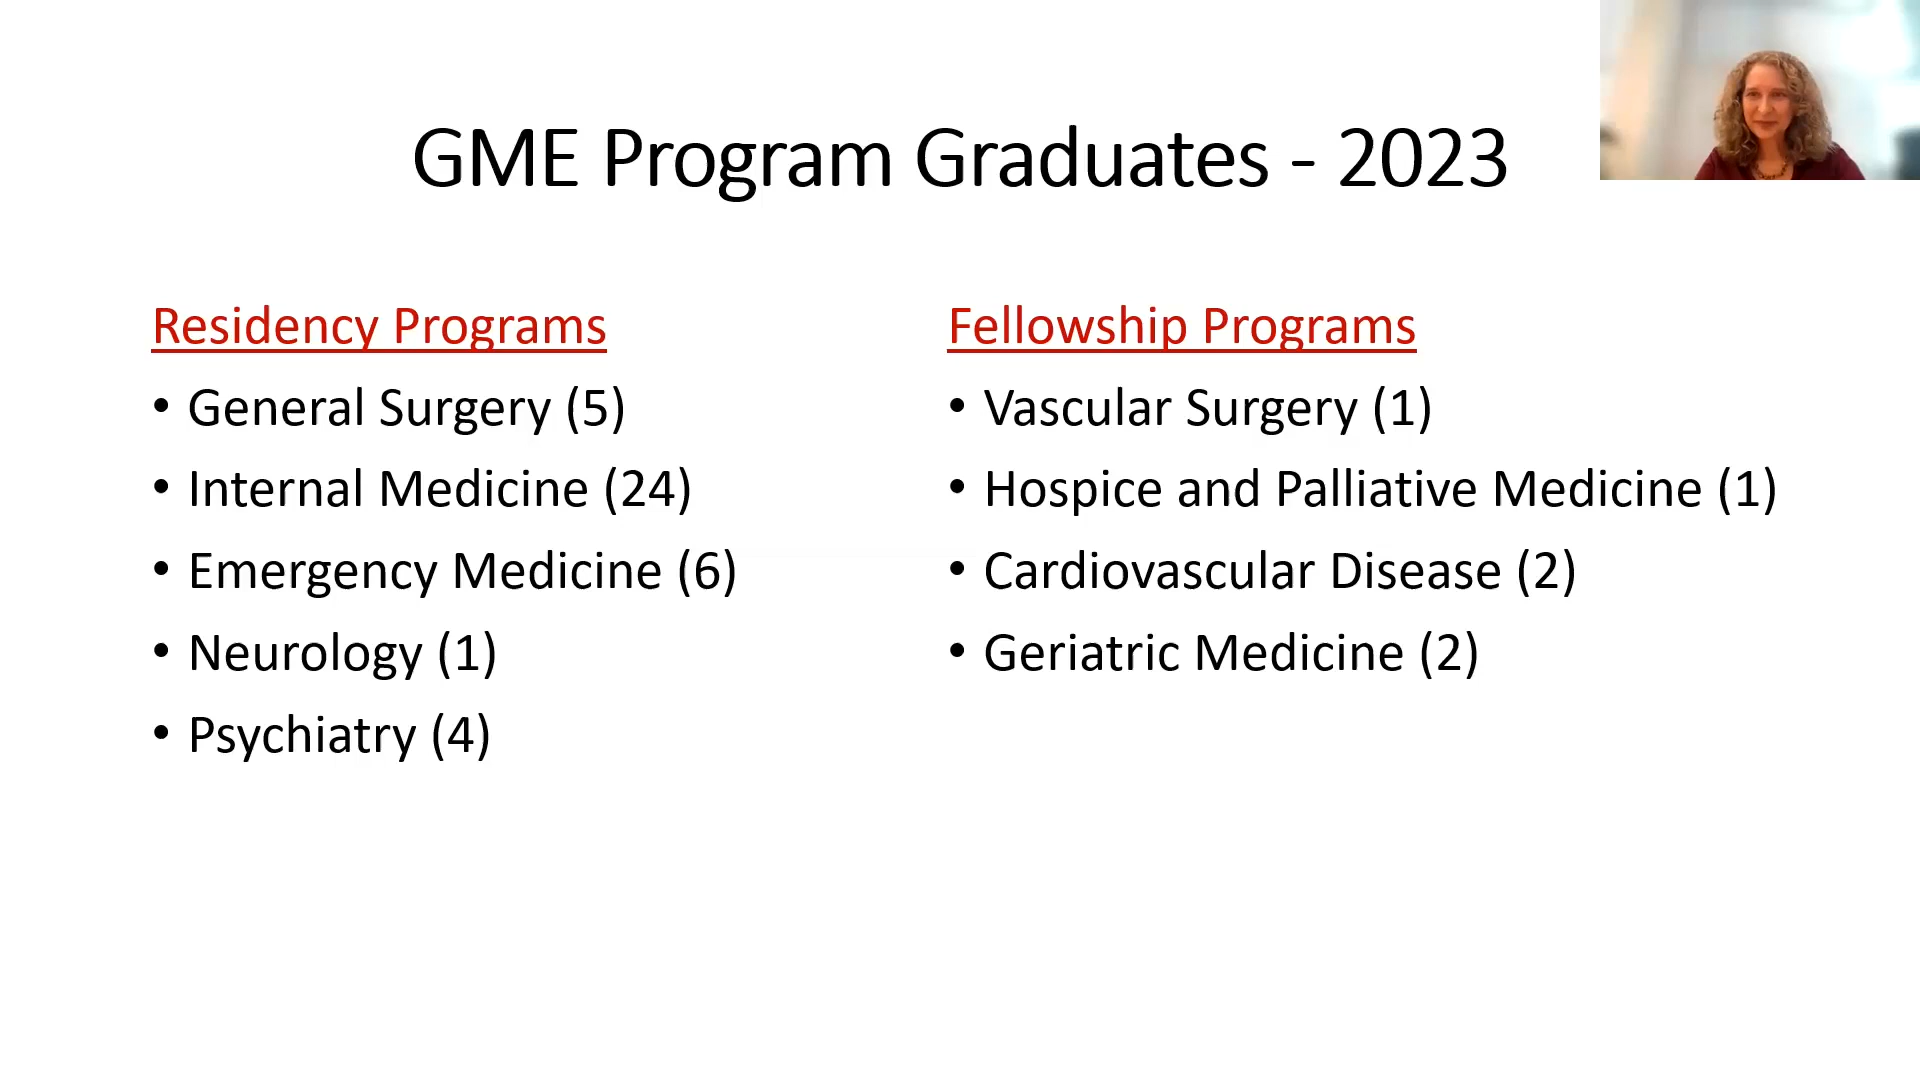 GME Program Graduates - 2023
Residency Programs
• General Surgery (5)
• Internal Medicine (24)
• Emergency Medicine (6)
• Neurology (1)
• Psychiatry (4)
Fellowship Programs
• Vascular Surgery (1)
• Hospice and Palliative Medicine (1)
• Cardiovascular Disease (2)
• Geriatric Medicine (2)